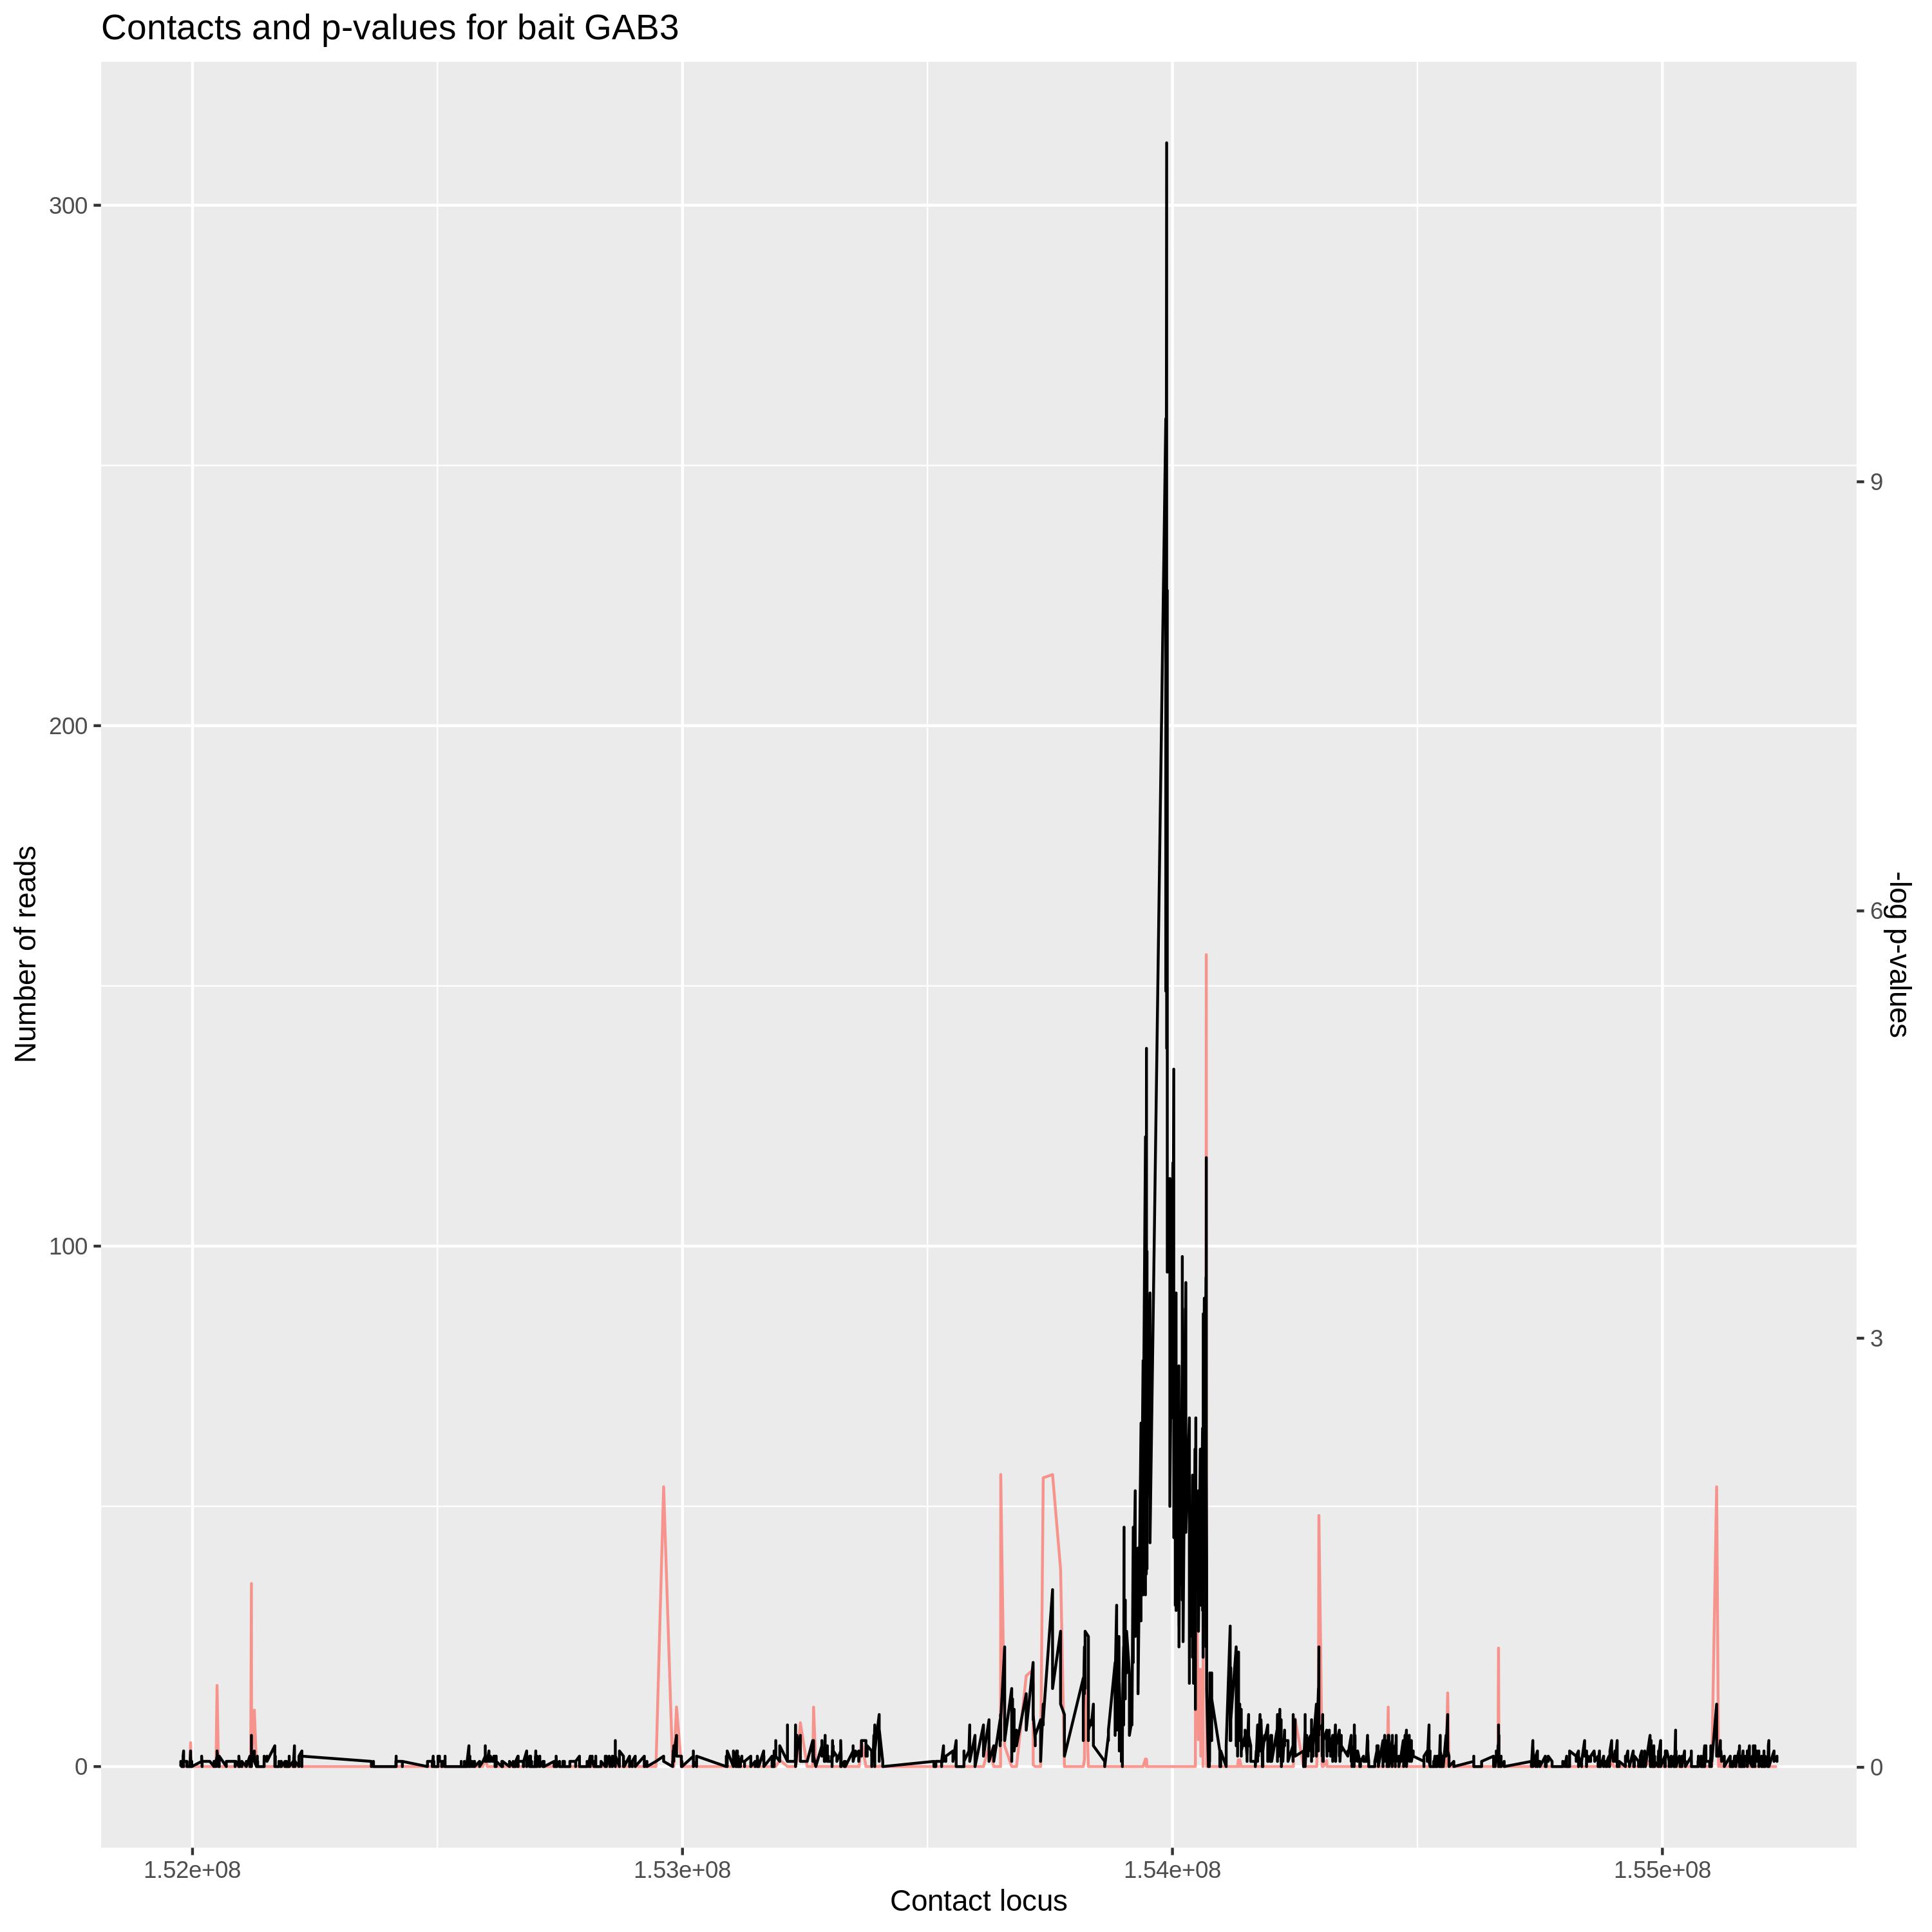 Contacts and p-values for bait GAB3
300
200
100
0
Number of reads
9
6
3
0
-log p-values
1.52e+08
1.53e+08
1.54e+08
1.55e+08
Contact locus